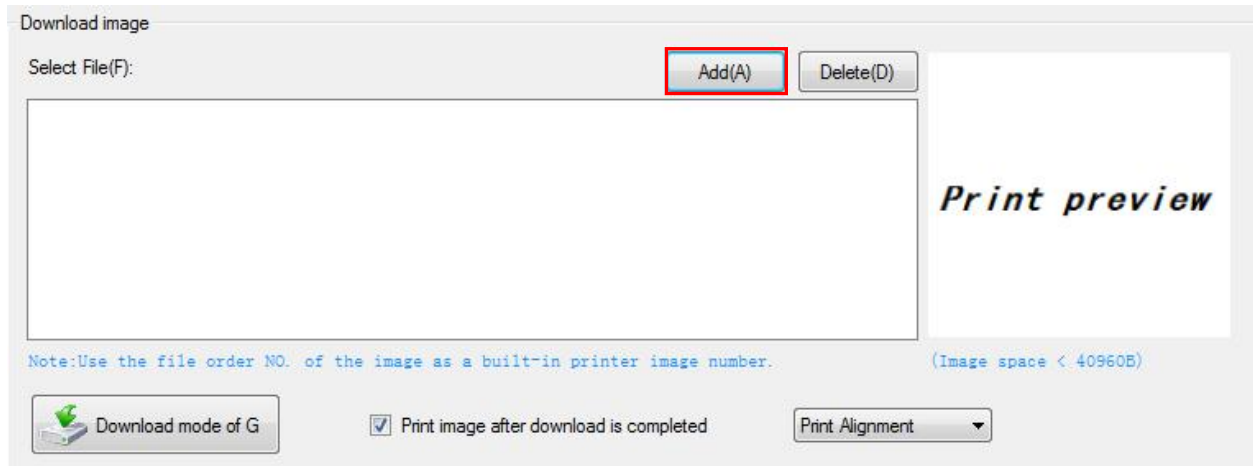 Download image
Select File(F):
Add(A)
Delete(D)
Print preview
Note:Use the file order NO. of the image as a built-in printer image number.
(Image space < 40960B)
Download mode of G
Print image after download is completed
Print Alignment